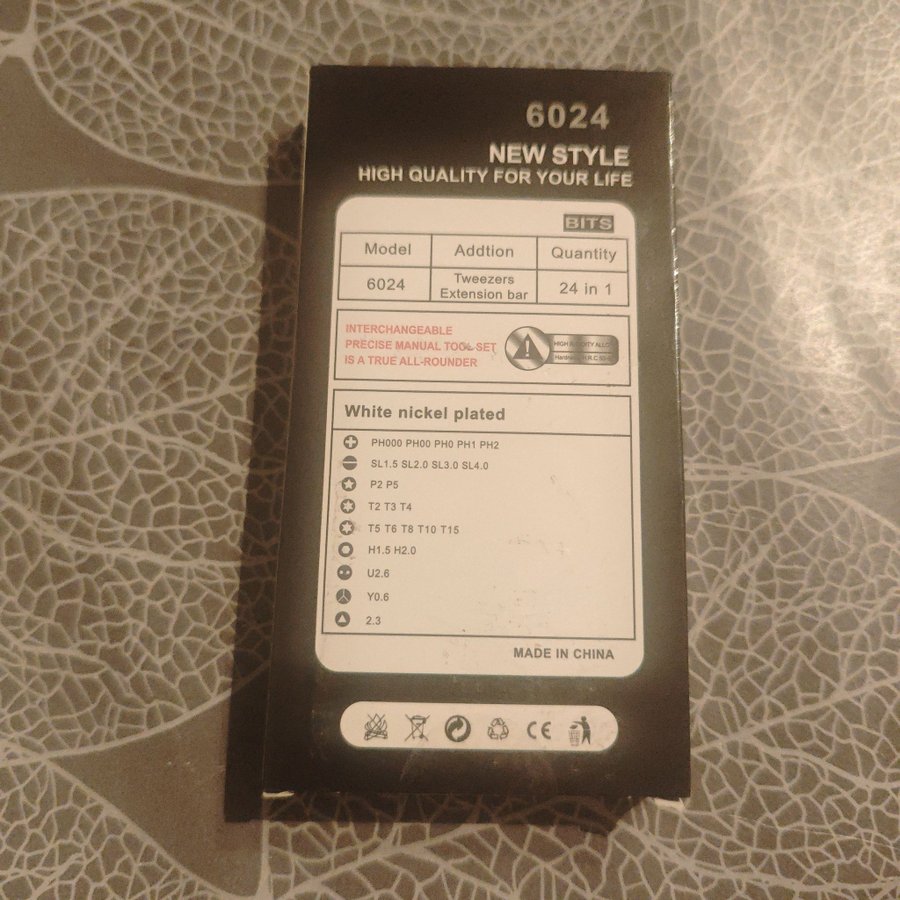 6024
NEW STYLE
HIGH QUALITY FOR YOUR LIFE
BITS
Model Addtion Quantity
6024 Tweezers Extension bar 24 in 1
INTERCHANGEABLE
PRECISE MANUAL TOOL SET
IS A TRUE ALL-ROUNDER
HIGH ALLOY
Hardness H.R.C
White nickel plated
PH000 PH00 PH0 PH1 PH2
SL1.5 SL2.0 SL3.0 SL4.0
P2 P5
T2 T3 T4
T5 T6 T8 T10 T15
H1.5 H2.0
U2.6
Y0.6
2.3
MADE IN CHINA
CE